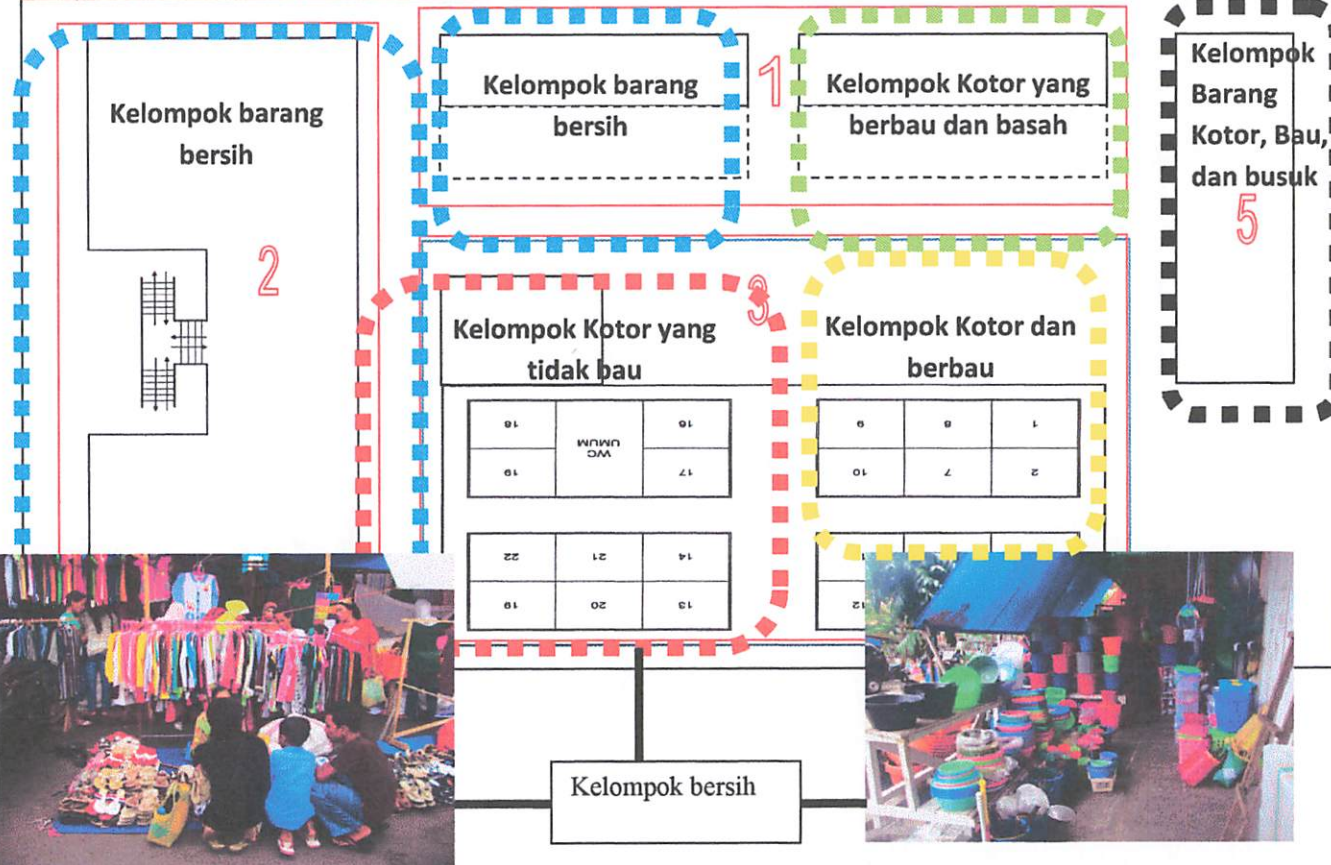 Kelompok barang
bersih
2
Kelompok barang
bersih
1
Kelompok Kotor yang
berbau dan basah
Kelompok
Barang
Kotor, Bau,
dan busuk
5
3
Kelompok Kotor yang
tidak bau
18
WC
UMUM
16
19
17
22
21
14
19
20
13
Kelompok Kotor dan
berbau
9
8
1
10
7
2
12
Kelompok bersih